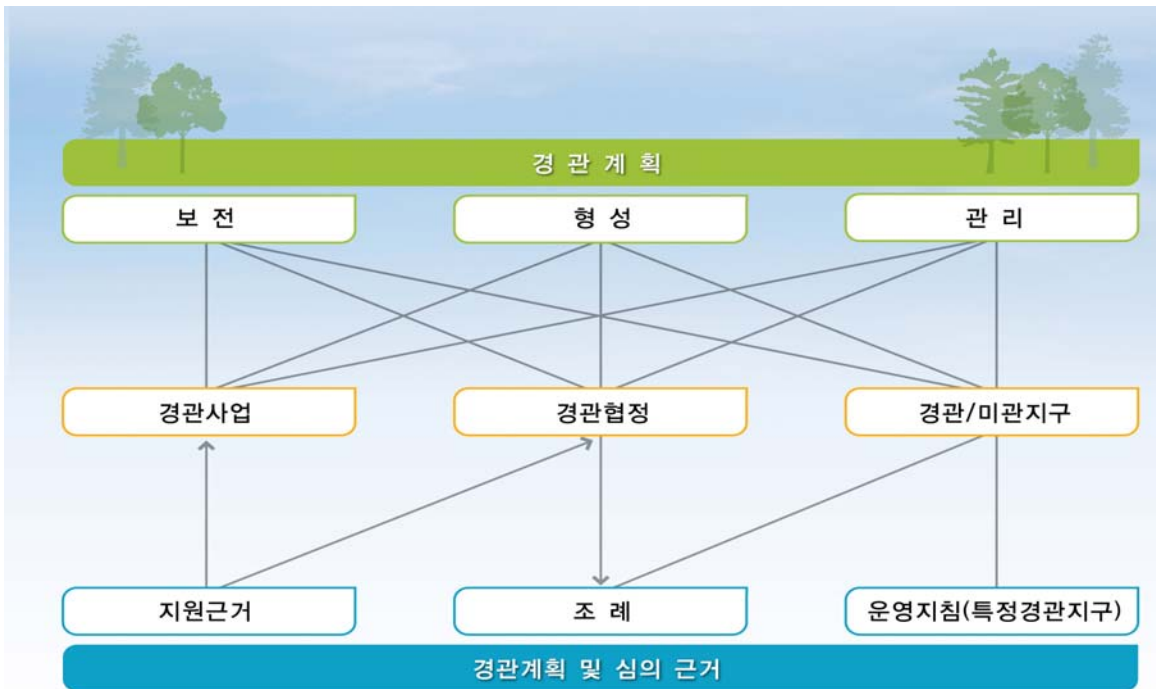 경 관 계 획
보 전
형 성
관 리
경관사업
경관협정
경관/미관지구
지원근거
조 례
운영지침(특정경관지구)
경관계획 및 심의 근거